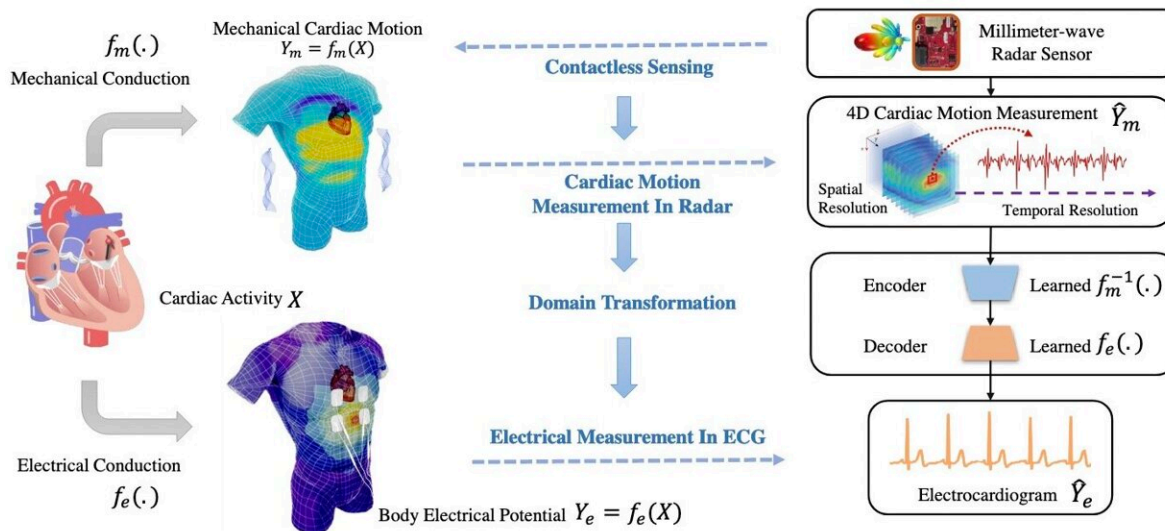 f_m(.)
Mechanical Conduction
Mechanical Cardiac Motion
Y_m = f_m(X)
Cardiac Activity X
Electrical Conduction
f_e(.)
Body Electrical Potential Y_e = f_e(X)
Contactless Sensing
Cardiac Motion
Measurement In Radar
Domain Transformation
Electrical Measurement In ECG
Millimeter-wave
Radar Sensor
4D Cardiac Motion Measurement Ŷ_m
Spatial
Resolution
Temporal Resolution
Encoder
Learned f_m^{-1}(.)
Decoder
Learned f_e(.)
Electrocardiogram Ŷ_e